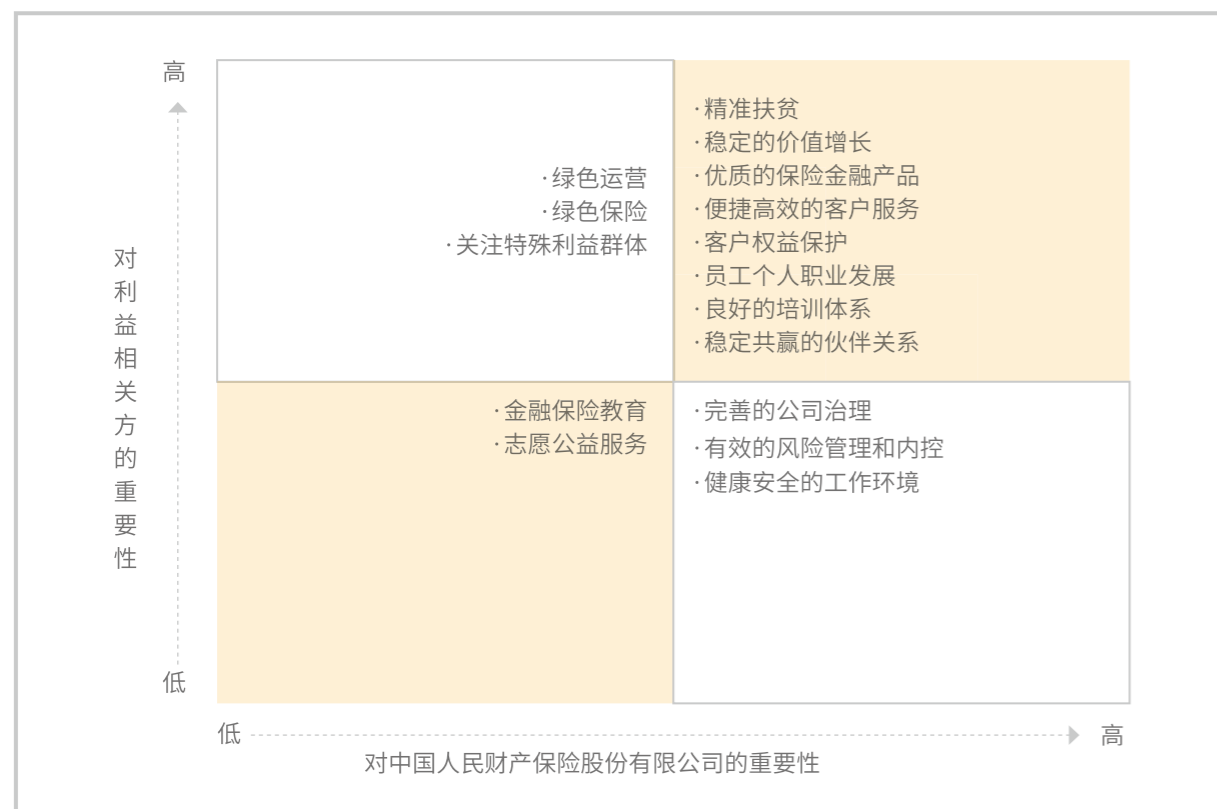 高
对利益相关方的重要性
低
·绿色运营
·绿色保险
·关注特殊利益群体
·精准扶贫
·稳定的价值增长
·优质的保险金融产品
·便捷高效的客户服务
·客户权益保护
·员工个人职业发展
·良好的培训体系
·稳定共赢的伙伴关系
·金融保险教育
·志愿公益服务
·完善的公司治理
·有效的风险管理和内控
·健康安全的工作环境
低
高
对中国人民财产保险股份有限公司的重要性